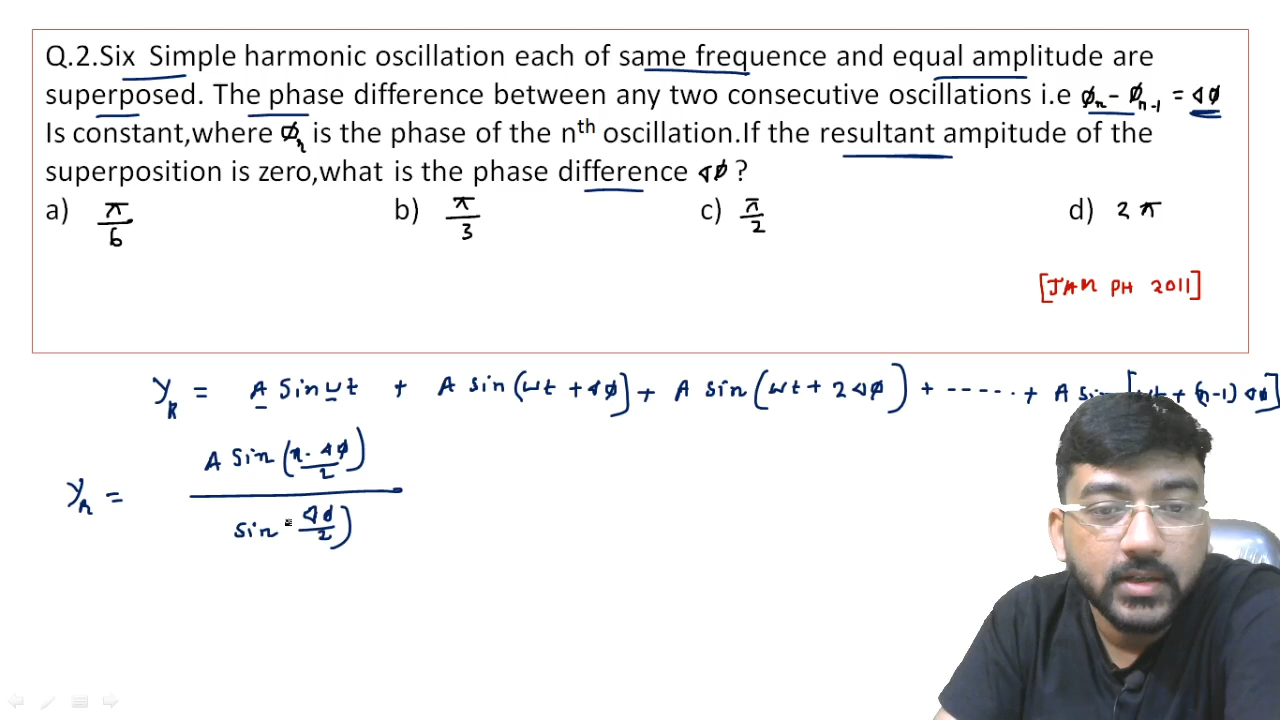 Q.2.Six Simple harmonic oscillation each of same frequence and equal amplitude are
superposed. The phase difference between any two consecutive oscillations i.e ϕₙ - ϕₙ₋₁ = Δϕ
Is constant,where ϕₙ is the phase of the nᵗʰ oscillation.If the resultant ampitude of the
superposition is zero,what is the phase difference Δϕ ?
a) π/6 b) π/3 c) π/2 d) 2π
[JAM PH 2011]
y_R = A Sin ωt + A sin(ωt + Δϕ] + A sin(ωt + 2Δϕ) + ----- . + A sin[ωt + (n-1) Δϕ]
y_r = A Sin(n. Δϕ/2) / sin Δϕ/2)